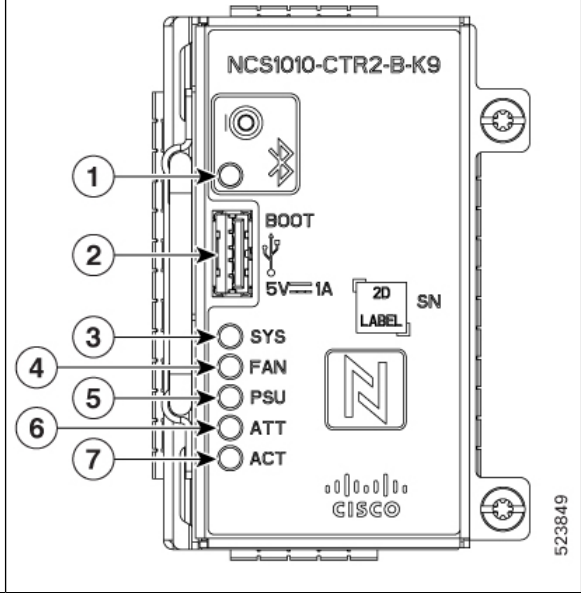 NCS1010-CTR2-B-K9
1
BOOT
2
5V 1A
2D
LABEL
SN
3
SYS
4
FAN
5
PSU
6
ATT
7
ACT
CISCO
523849